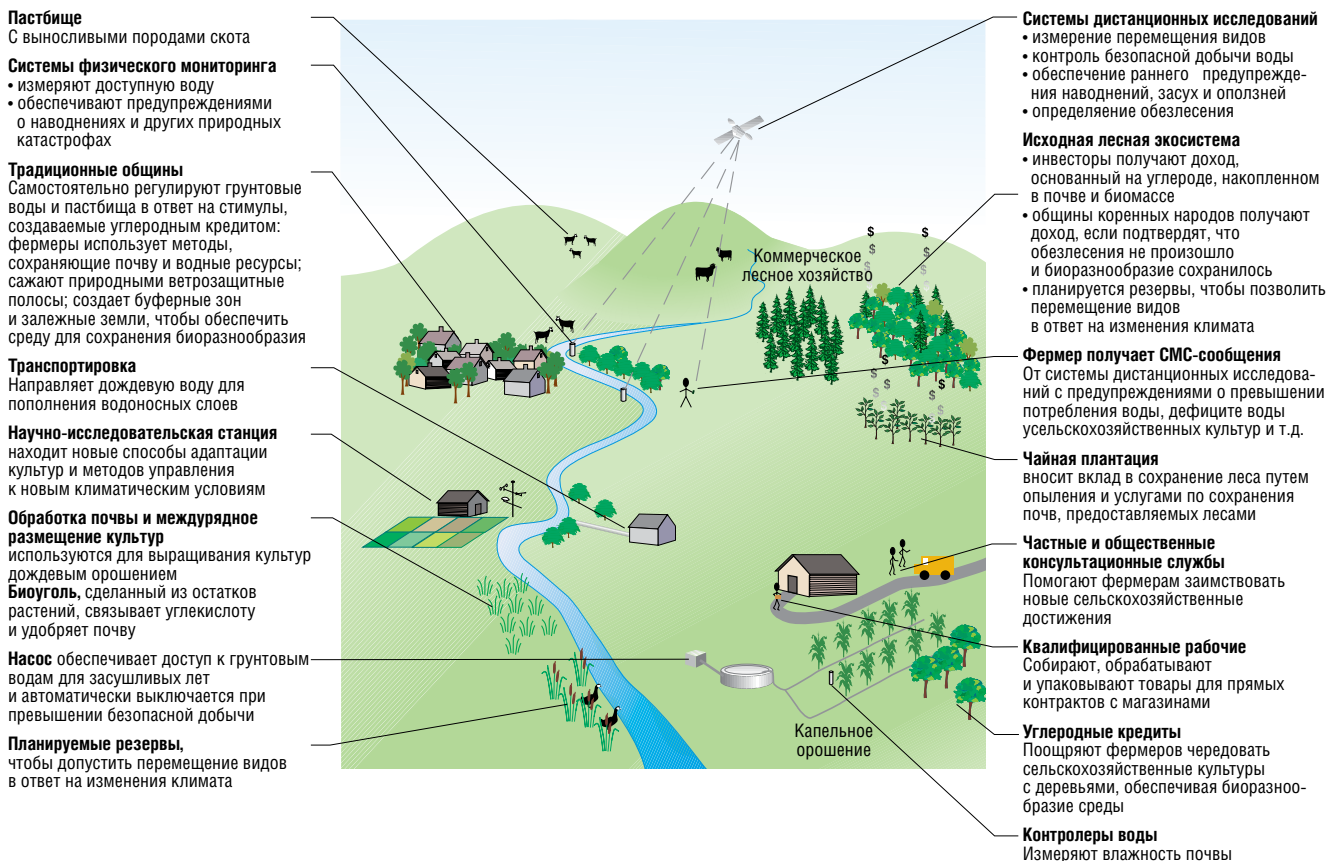 Пастбище
С выносливыми породами скота
Системы физического мониторинга
• измеряют доступную воду
• обеспечивают предупреждениями
о наводнениях и других природных
катастрофах
Традиционные общины
Самостоятельно регулируют грунтовые
воды и пастбища в ответ на стимулы,
создаваемые углеродным кредитом:
фермеры использует методы,
сохраняющие почву и водные ресурсы;
сажают природными ветрозащитные
полосы; создает буферные зон
и залежные земли, чтобы обеспечить
среду для сохранения биоразнообразия
Транспортировка
Направляет дождевую воду для
пополнения водоносных слоев
Научно-исследовательская станция
находит новые способы адаптации
культур и методов управления
к новым климатическим условиям
Обработка почвы и междурядное
размещение культур
используются для выращивания культур
дождевым орошением
Биоуголь, сделанный из остатков
растений, связывает углекислоту
и удобряет почву
Насос обеспечивает доступ к грунтовым
водам для засушливых лет
и автоматически выключается при
превышении безопасной добычи
Планируемые резервы,
чтобы допустить перемещение видов
в ответ на изменения климата
Коммерческое
лесное хозяйство
$ $
$ $
$ $
$ $
$ $
$ $
$ $
$ $
Капельное
орошение
Системы дистанционных исследований
• измерение перемещения видов
• контроль безопасной добычи воды
• обеспечение раннего предупрежде-
ния наводнений, засух и оползней
• определяение обезлесения
Исходная лесная экосистема
• инвесторы получают доход,
основанный на углероде, накопленном
в почве и биомассе
• общины коренных народов получают
доход, если подтвердят, что
обезлесения не произошло
и биоразнообразие сохранилось
• планируется резервы, чтобы позволить
перемещение видов
в ответ на изменения климата
Фермер получает СМС-сообщения
От системы дистанционных исследова-
ний с предупреждениями о превышении
потребления воды, дефиците воды
усельскохозяйственных культур и т.д.
Чайная плантация
вносит вклад в сохранение леса путем
опыления и услугами по сохранения
почв, предоставляемых лесами
Частные и общественные
консультационные службы
Помогают фермерам заимствовать
новые сельскохозяйственные
достижения
Квалифицированные рабочие
Собирают, обрабатывают
и упаковывают товары для прямых
контрактов с магазинами
Углеродные кредиты
Поощряют фермеров чередовать
сельскохозяйственные культуры
с деревьями, обеспечивая биоразноо-
бразие среды
Контролеры воды
Измеряют влажность почвы